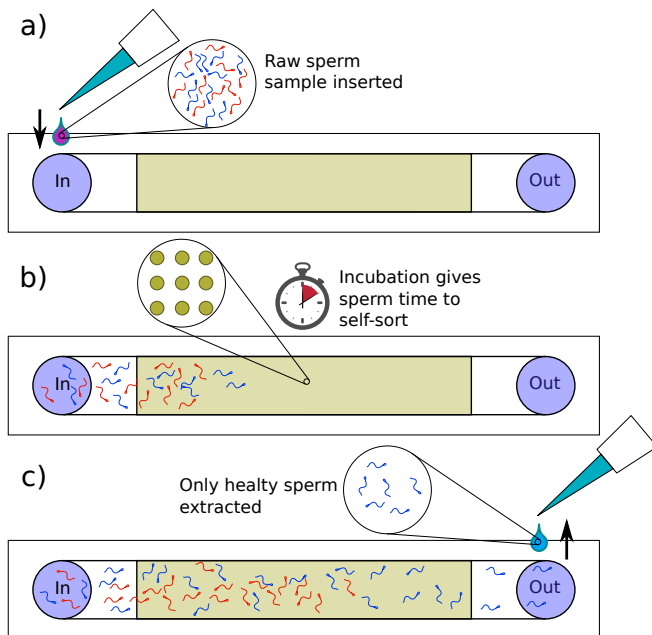 a)
Raw sperm
sample inserted
In
Out
b)
Incubation gives
sperm time to
self-sort
In
Out
c)
Only healty sperm
extracted
In
Out